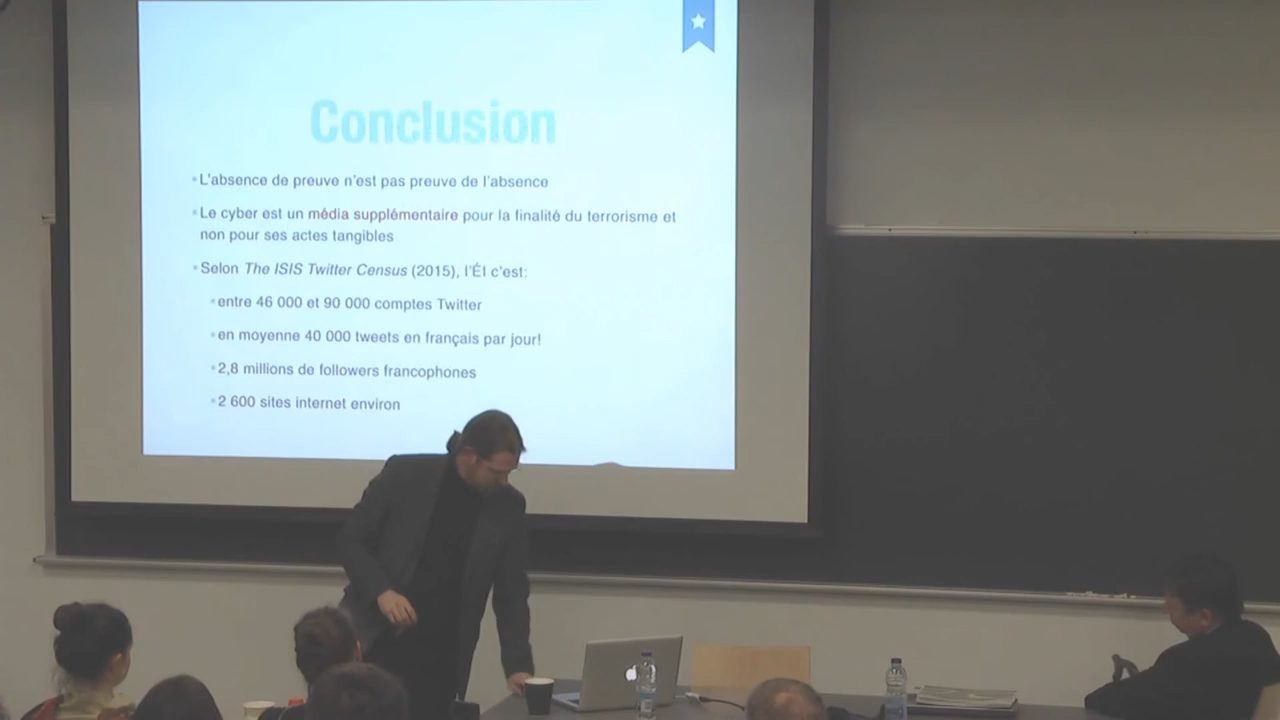 Conclusion
L'absence de preuve n'est pas preuve de l'absence
Le cyber est un média supplémentaire pour la finalité du terrorisme et
non pour ses actes tangibles
Selon The ISIS Twitter Census (2015), l'ÉI c'est:
entre 46 000 et 90 000 comptes Twitter
en moyenne 40 000 tweets en français par jour!
2,8 millions de followers francophones
2 600 sites internet environ